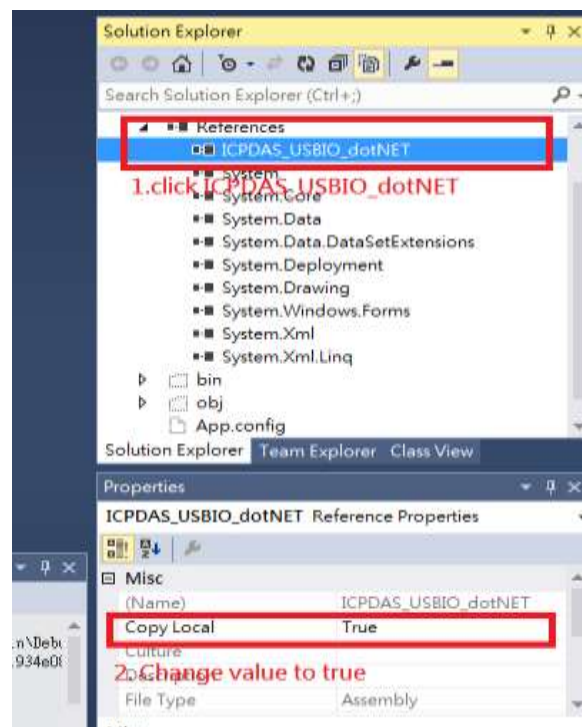 Solution Explorer
Search Solution Explorer (Ctrl+;)
References
ICPDAS_USBIO_dotNET
System
1.click ICPDAS_USBIO_dotNET
System.Core
System.Data
System.Data.DataSetExtensions
System.Deployment
System.Drawing
System.Windows.Forms
System.Xml
System.Xml.Linq
bin
obj
App.config
Solution Explorer Team Explorer Class View
Properties
ICPDAS_USBIO_dotNET Reference Properties
Misc
(Name) ICPDAS_USBIO_dotNET
Copy Local True
Culture
2. Change value to true
File Type Assembly